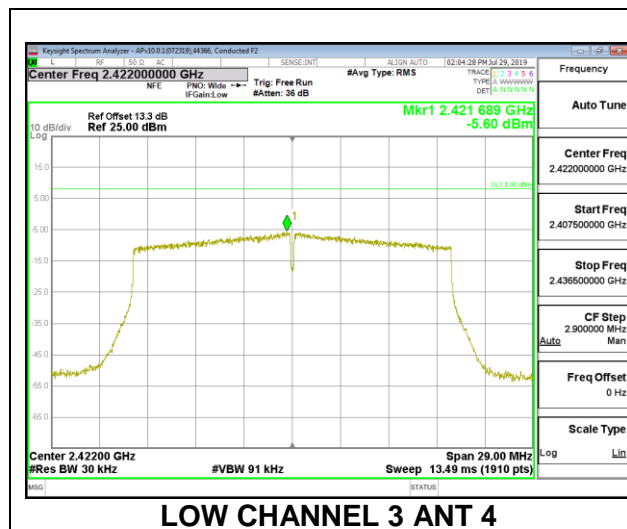 Keysight Spectrum Analyzer - APv10.0.1(072319),44366, Conducted F2
L RF 50 Ω AC SENSE:INT ALIGN AUTO 02:04:28 PM Jul 29, 2019
Center Freq 2.422000000 GHz #Avg Type: RMS TRACE 1 2 3 4 5 6
NFE PNO: Wide Trig: Free Run TYPE A WWWWW
IFGain:Low #Atten: 36 dB DET A N N N N N
Mkr1 2.421 689 GHz
-5.60 dBm
Ref Offset 13.3 dB
10 dB/div Ref 25.00 dBm
Log
15.0
DL1 8.00 dBm
5.00
1
-5.00
-15.0
-25.0
-35.0
-45.0
-55.0
-65.0
Center 2.42200 GHz Span 29.00 MHz
#Res BW 30 kHz #VBW 91 kHz Sweep 13.49 ms (1910 pts)
MSG STATUS
Frequency
Auto Tune
Center Freq
2.422000000 GHz
Start Freq
2.407500000 GHz
Stop Freq
2.436500000 GHz
CF Step
2.900000 MHz
Auto Man
Freq Offset
0 Hz
Scale Type
Log Lin
LOW CHANNEL 3 ANT 4